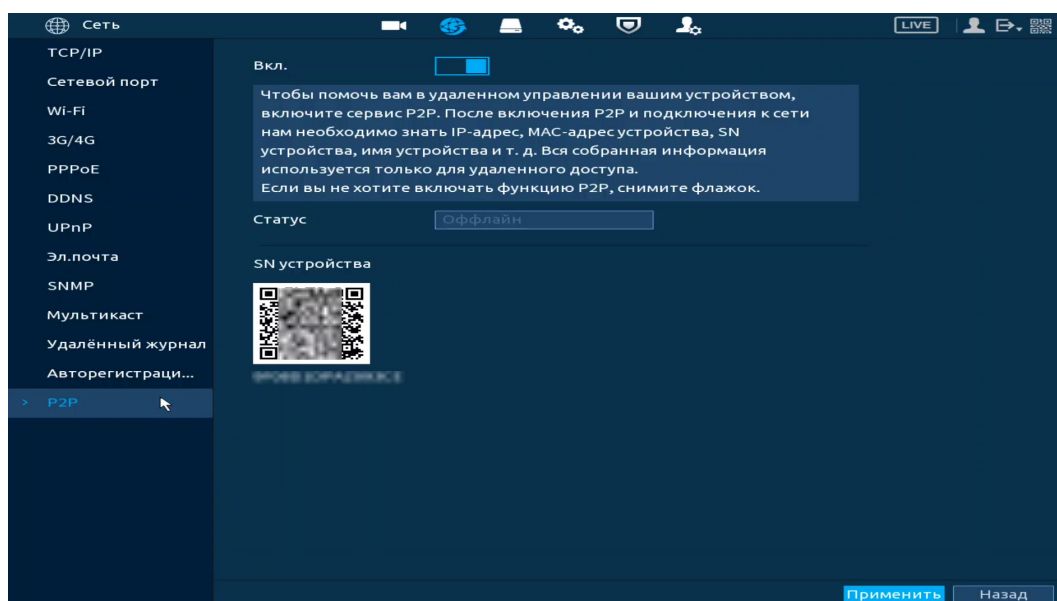 Сеть
LIVE
TCP/IP
Сетевой порт
Wi-Fi
3G/4G
PPPoE
DDNS
UPnP
Эл.почта
SNMP
Мультикаст
Удалённый журнал
Авторегистраци...
> P2P
Вкл.
Чтобы помочь вам в удаленном управлении вашим устройством,
включите сервис P2P. После включения P2P и подключения к сети
нам необходимо знать IP-адрес, MAC-адрес устройства, SN
устройства, имя устройства и т. д. Вся собранная информация
используется только для удаленного доступа.
Если вы не хотите включать функцию P2P, снимите флажок.
Статус
Оффлайн
SN устройства
Применить
Назад